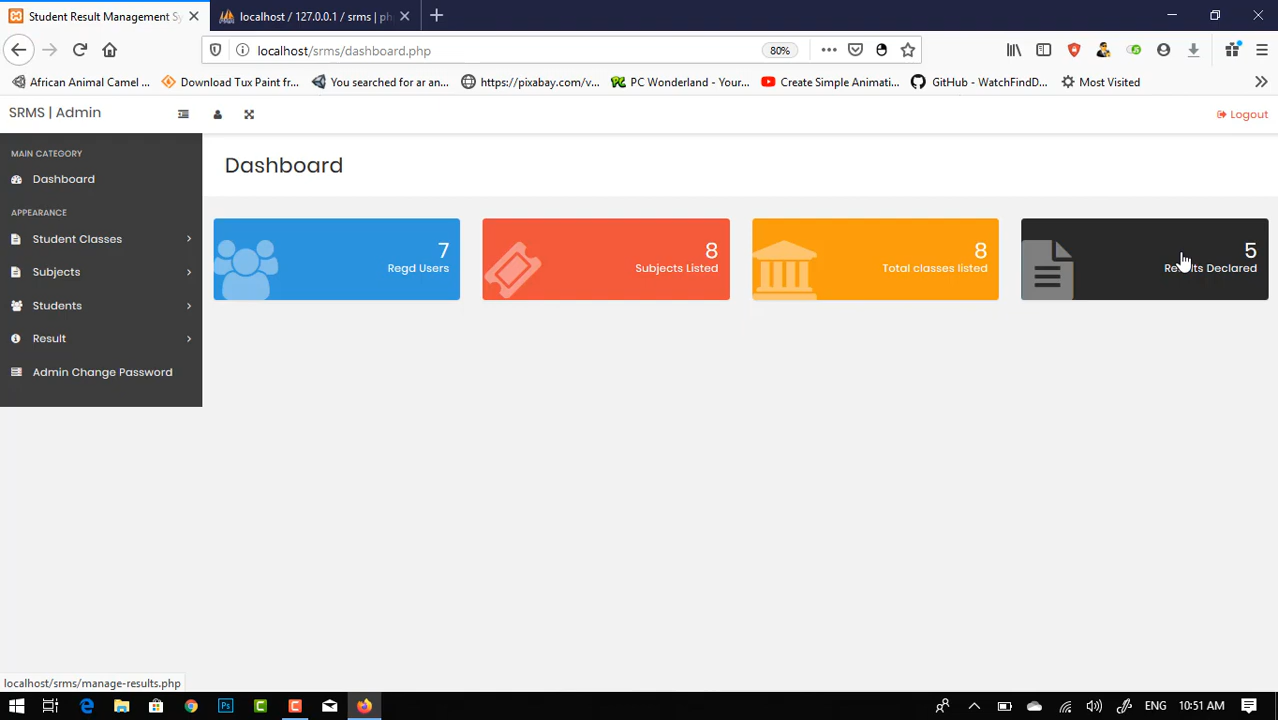 Student Result Management Sy
localhost / 127.0.0.1 / srms | ph
localhost/srms/dashboard.php
80%
African Animal Camel ...
Download Tux Paint fr...
You searched for ar an...
https://pixabay.com/v...
PC Wonderland - Your...
Create Simple Animati...
GitHub - WatchFindD...
Most Visited
SRMS | Admin
Logout
MAIN CATEGORY
Dashboard
APPEARANCE
Student Classes
Subjects
Students
Result
Admin Change Password
Dashboard
7
Regd Users
8
Subjects Listed
8
Total classes listed
5
Results Declared
localhost/srms/manage-results.php
ENG
10:51 AM